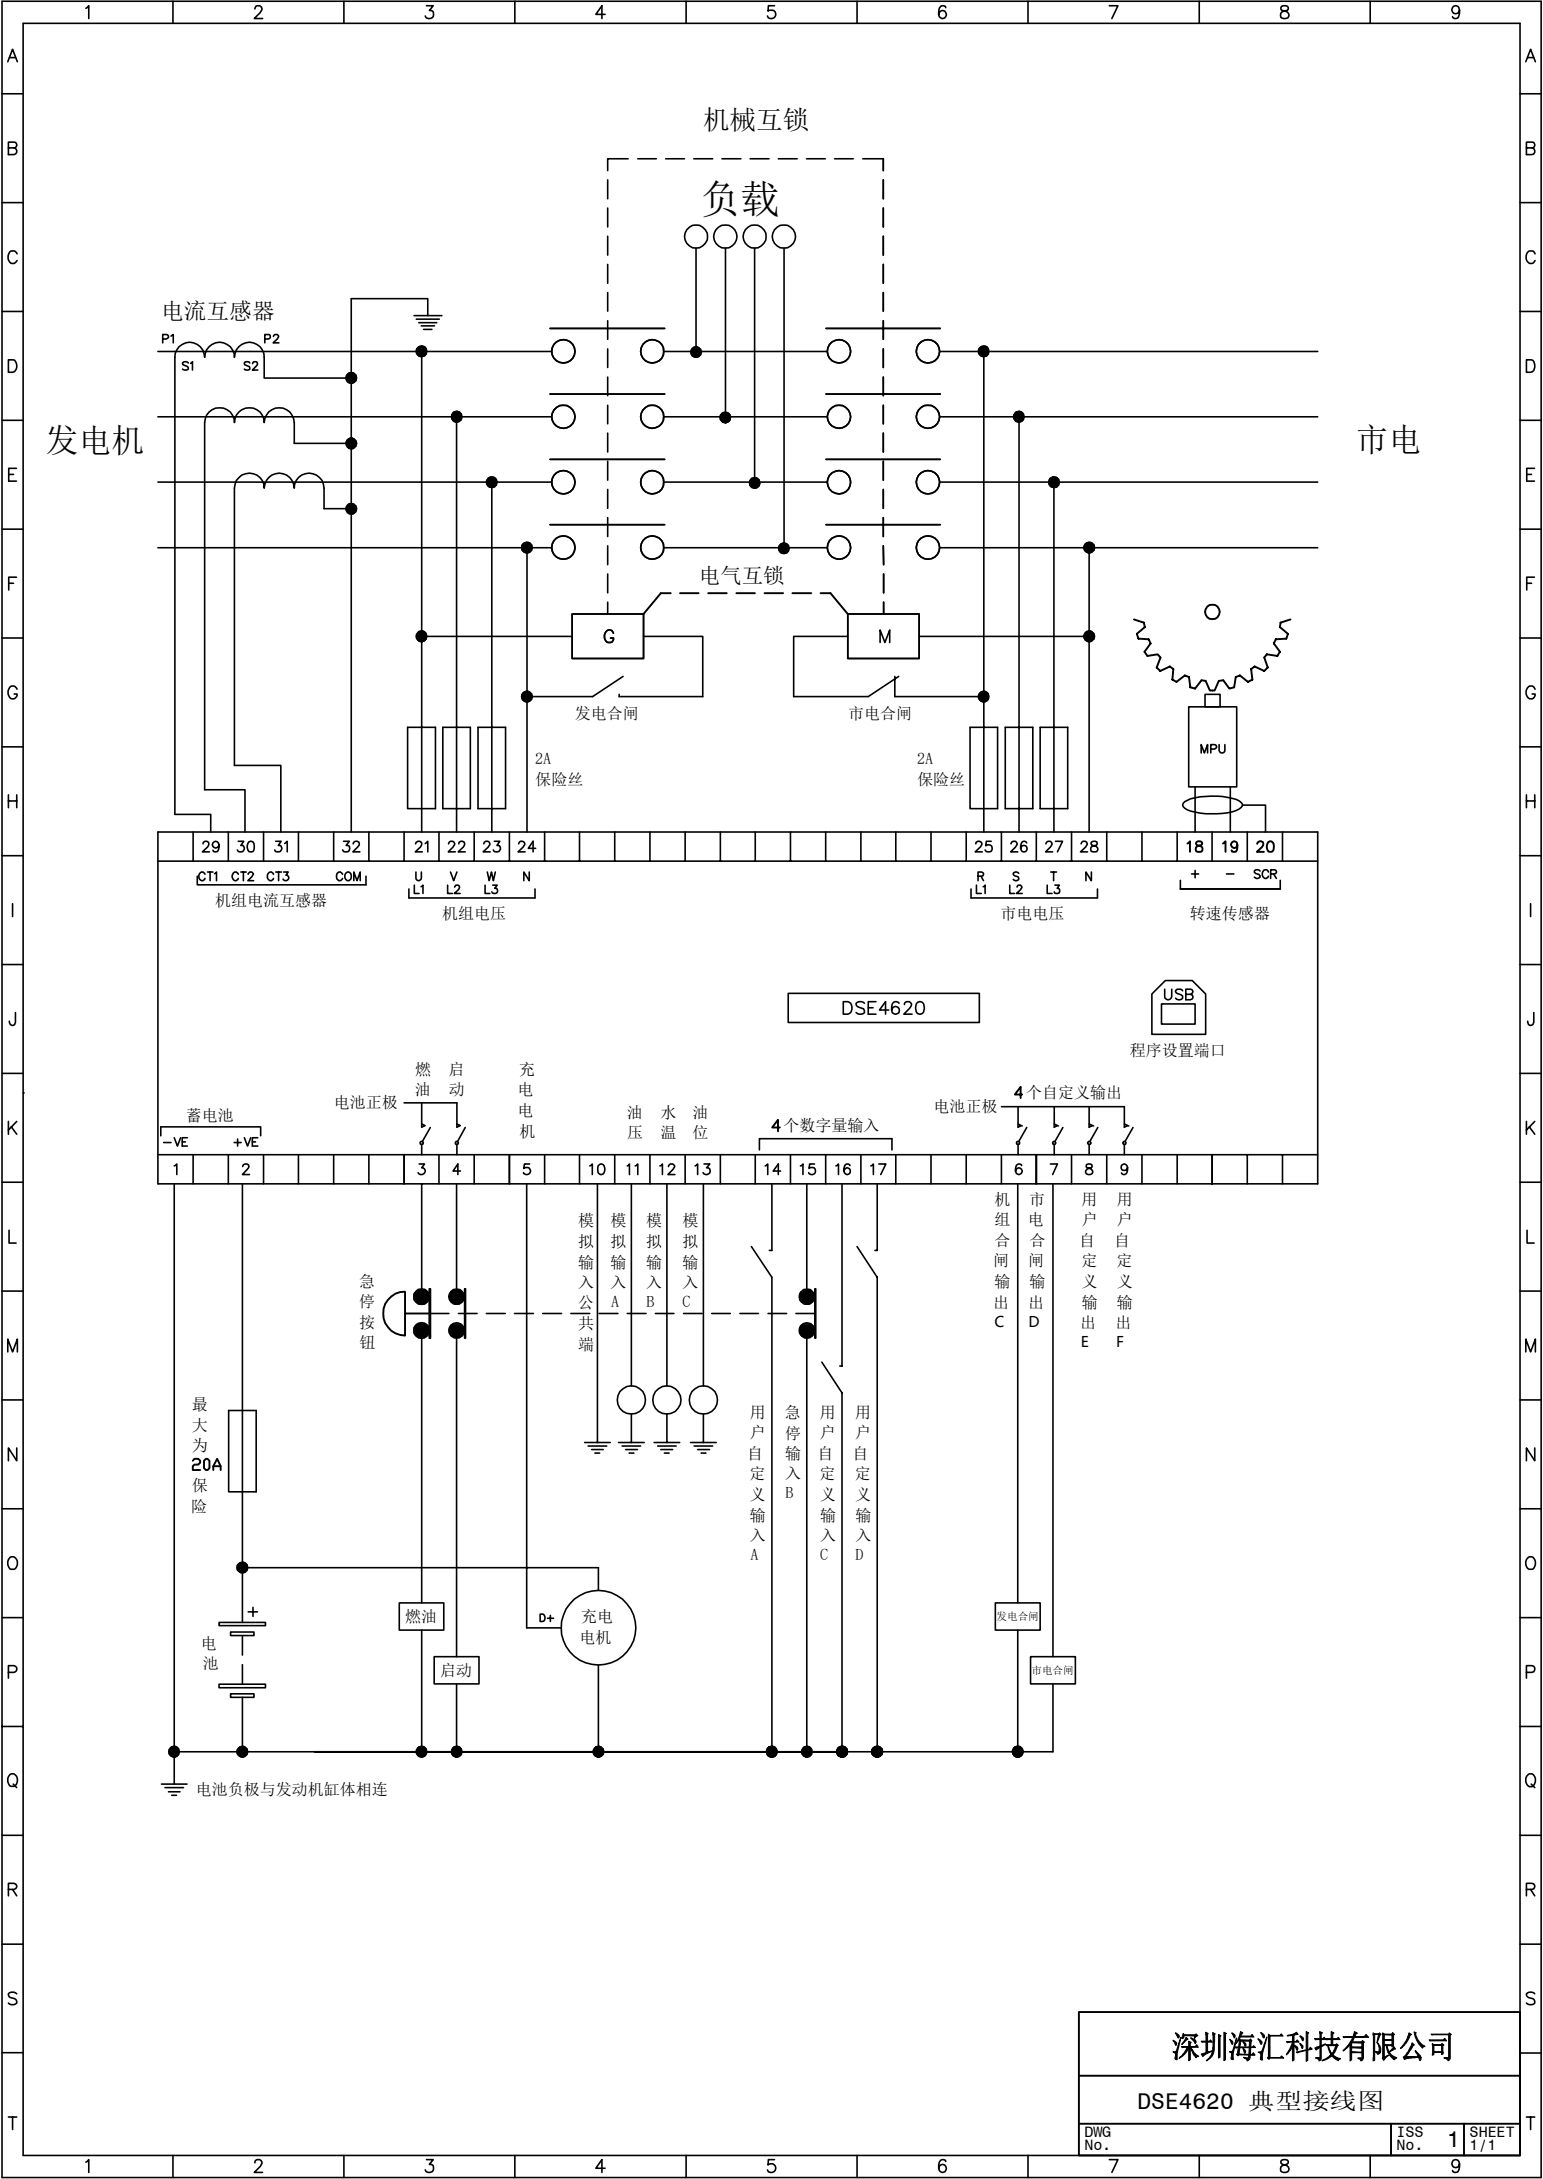 1 2 3 4 5 6 7 8 9
A A
B B
C C
D D
E E
F F
G G
H H
I I
J J
K K
L L
M M
N N
O O
P P
Q Q
R R
S S
T T
机械互锁
负载
电流互感器
P1 P2
S1 S2
发电机
市电
电气互锁
G M
发电合闸
市电合闸
2A
保险丝
2A
保险丝
MPU
29 30 31 32 21 22 23 24 25 26 27 28 18 19 20
CT1 CT2 CT3 COM U V W N R S T N + − SCR
L1 L2 L3 L1 L2 L3
机组电流互感器
机组电压
市电电压
转速传感器
DSE4620
USB
程序设置端口
燃油
启动
充电电机
电池正极
4个自定义输出
电池正极
蓄电池
油压
水温
油位
4个数字量输入
−VE +VE
1 2 3 4 5 10 11 12 13 14 15 16 17 6 7 8 9
模拟输入公共端
模拟输入A
模拟输入B
模拟输入C
机组合闸输出C
市电合闸输出D
用户自定义输出E
用户自定义输出F
急停按钮
最大为20A保险
用户自定义输入A
急停输入B
用户自定义输入C
用户自定义输入D
+
电池
燃油
启动
D+
充电
电机
发电合闸
市电合闸
电池负极与发动机缸体相连
深圳海汇科技有限公司
DSE4620 典型接线图
DWG No.
ISS No. 1
SHEET 1/1
1 2 3 4 5 6 7 8 9